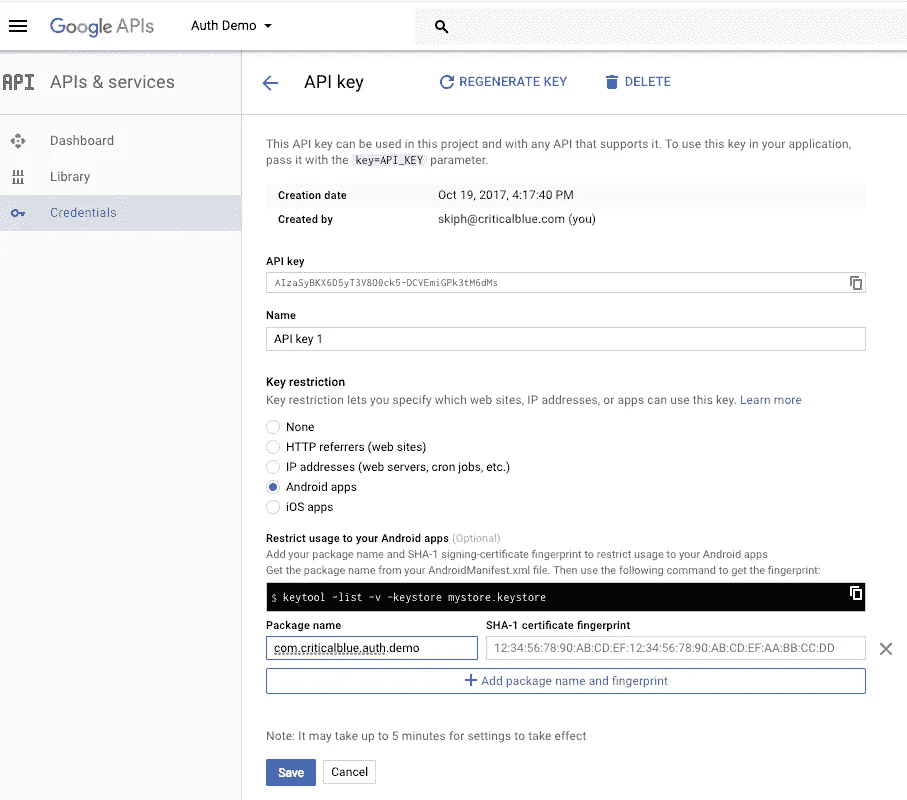 Google APIs
Auth Demo
API APIs & services
API key
REGENERATE KEY
DELETE
Dashboard
Library
Credentials
This API key can be used in this project and with any API that supports it. To use this key in your application,
pass it with the key=API_KEY parameter.
Creation date Oct 19, 2017, 4:17:40 PM
Created by skiph@criticalblue.com (you)
API key
AIzaSyBKX6D5yT3V8O0ck5-DCVEmiGPk3tM6dMs
Name
API key 1
Key restriction
Key restriction lets you specify which web sites, IP addresses, or apps can use this key. Learn more
None
HTTP referrers (web sites)
IP addresses (web servers, cron jobs, etc.)
Android apps
iOS apps
Restrict usage to your Android apps (Optional)
Add your package name and SHA-1 signing-certificate fingerprint to restrict usage to your Android apps
Get the package name from your AndroidManifest.xml file. Then use the following command to get the fingerprint:
$ keytool -list -v -keystore mystore.keystore
Package name SHA-1 certificate fingerprint
com.criticalblue.auth.demo 12:34:56:78:90:AB:CD:EF:12:34:56:78:90:AB:CD:EF:AA:BB:CC:DD
Add package name and fingerprint
Note: It may take up to 5 minutes for settings to take effect
Save Cancel